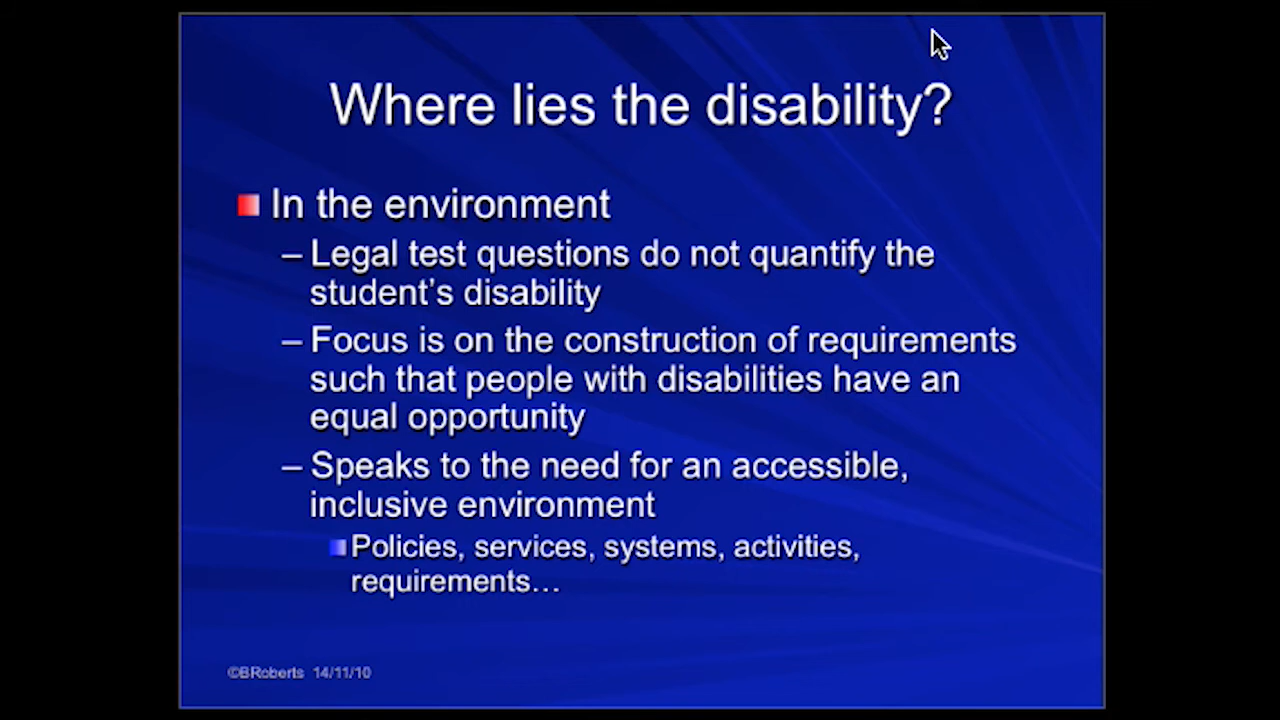 Where lies the disability?
In the environment
– Legal test questions do not quantify the
student’s disability
– Focus is on the construction of requirements
such that people with disabilities have an
equal opportunity
– Speaks to the need for an accessible,
inclusive environment
Policies, services, systems, activities,
requirements…
©BRoberts 14/11/10